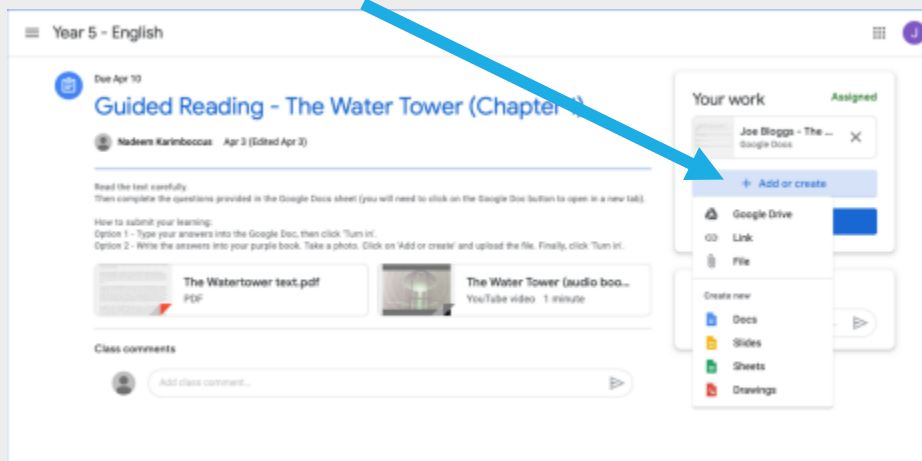 Year 5 - English
J
Due Apr 10
Guided Reading - The Water Tower (Chapter 1)
Nadeem Karimboccus Apr 3 (Edited Apr 3)
Read the text carefully.
Then complete the questions provided in the Google Docs sheet (you will need to click on the Google Doc button to open in a new tab).
How to submit your learning:
Option 1 - Type your answers into the Google Doc, then click 'Turn in'.
Option 2 - Write the answers into your purple book. Take a photo. Click on 'Add or create' and upload the file. Finally, click 'Turn in'.
The Watertower text.pdf
PDF
The Water Tower (audio boo...
YouTube video 1 minute
Class comments
Add class comment...
Your work Assigned
Joe Bloggs - The ...
Google Docs
+ Add or create
Google Drive
Link
File
Create new
Docs
Slides
Sheets
Drawings